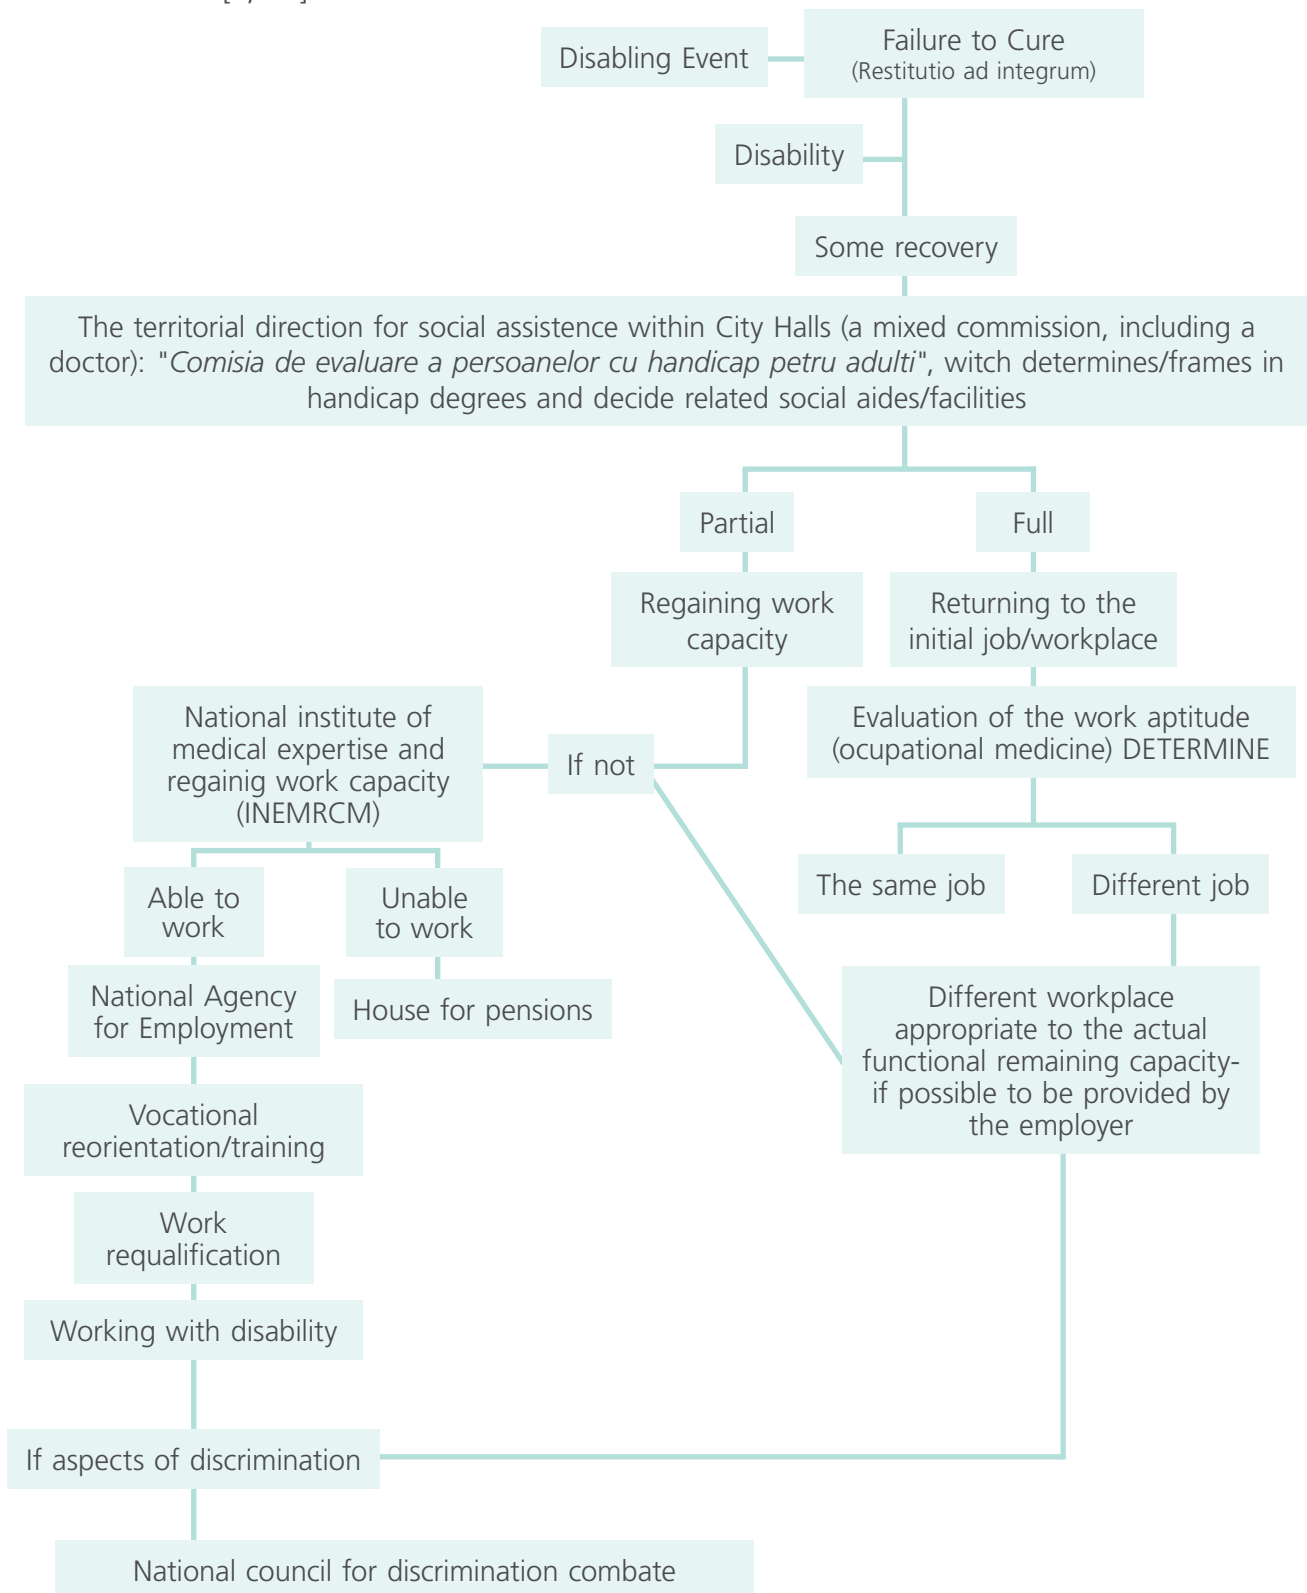 Disabling Event
Failure to Cure
(Restitutio ad integrum)
Disability
Some recovery
The territorial direction for social assistence within City Halls (a mixed commission, including a
doctor): "Comisia de evaluare a persoanelor cu handicap petru adulti", witch determines/frames in
handicap degrees and decide related social aides/facilities
Partial
Full
Regaining work
capacity
Returning to the
initial job/workplace
National institute of
medical expertise and
regainig work capacity
(INEMRCM)
If not
Evaluation of the work aptitude
(ocupational medicine) DETERMINE
Able to
work
Unable
to work
The same job
Different job
National Agency
for Employment
House for pensions
Different workplace
appropriate to the actual
functional remaining capacity-
if possible to be provided by
the employer
Vocational
reorientation/training
Work
requalification
Working with disability
If aspects of discrimination
National council for discrimination combate